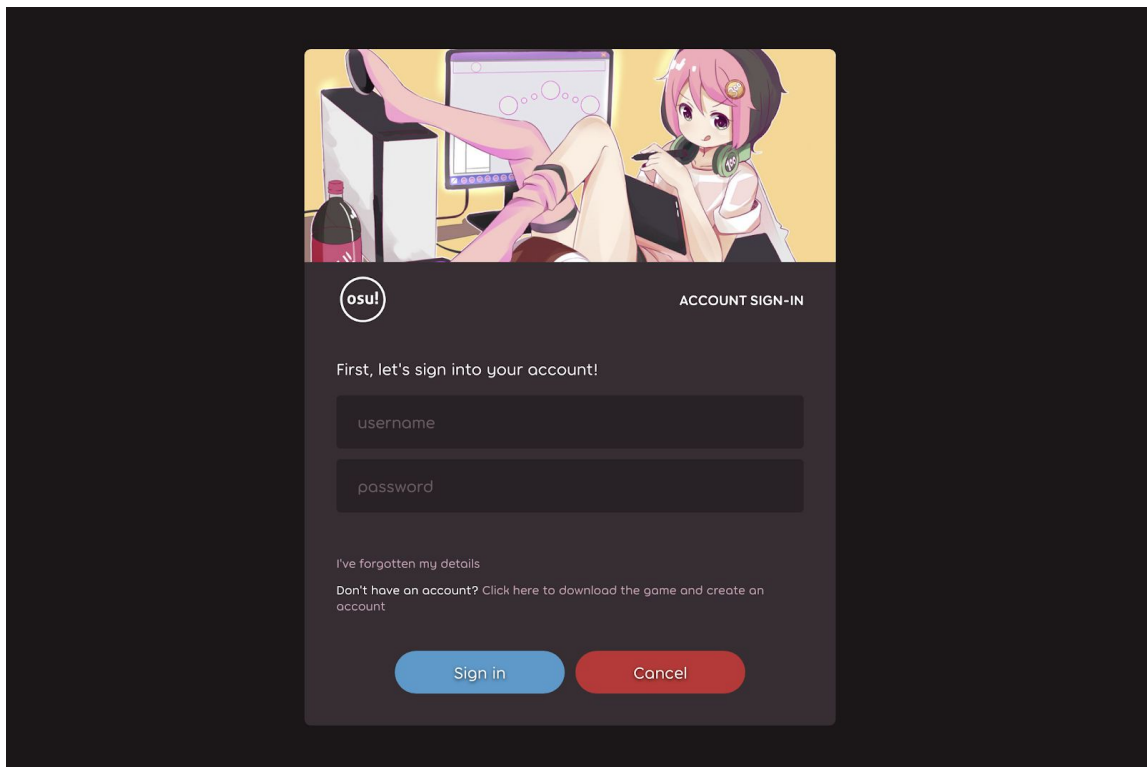 osu!
ACCOUNT SIGN-IN
First, let's sign into your account!
username
password
I've forgotten my details
Don't have an account? Click here to download the game and create an
account
Sign in
Cancel